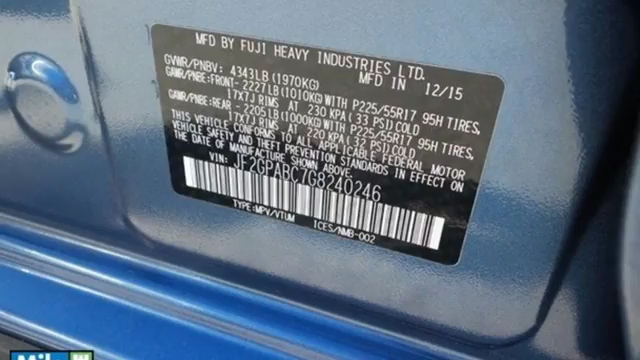 MFD BY FUJI HEAVY INDUSTRIES LTD.
GVWR/PNBV: 4343LB (1970KG) MFD IN 12/15
GAWR/PNBE:FRONT- 2227LB(1010KG)WITH P225/55R17 95H TIRES,
17X7J RIMS AT 230 KPA(33 PSI)COLD
GAWR/PNBE:REAR - 2205LB(1000KG)WITH P225/55R17 95H TIRES,
17X7J RIMS AT 220 KPA(32 PSI)COLD
THIS VEHICLE CONFORMS TO ALL APPLICABLE FEDERAL MOTOR
VEHICLE SAFETY AND THEFT PREVENTION STANDARDS IN EFFECT ON
THE DATE OF MANUFACTURE SHOWN ABOVE.
VIN: JF2GPABC7G8240246
TYPE:MPV/VTUM ICES/NMB-002